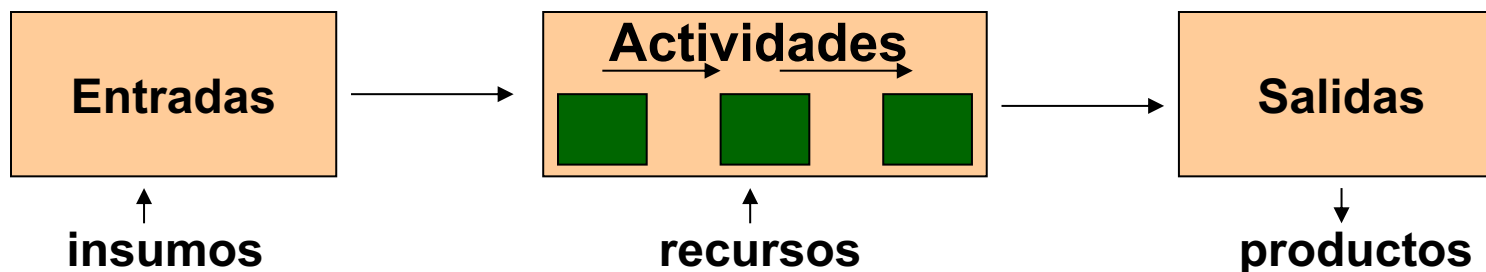 Entradas
Actividades
Salidas
insumos
recursos
productos